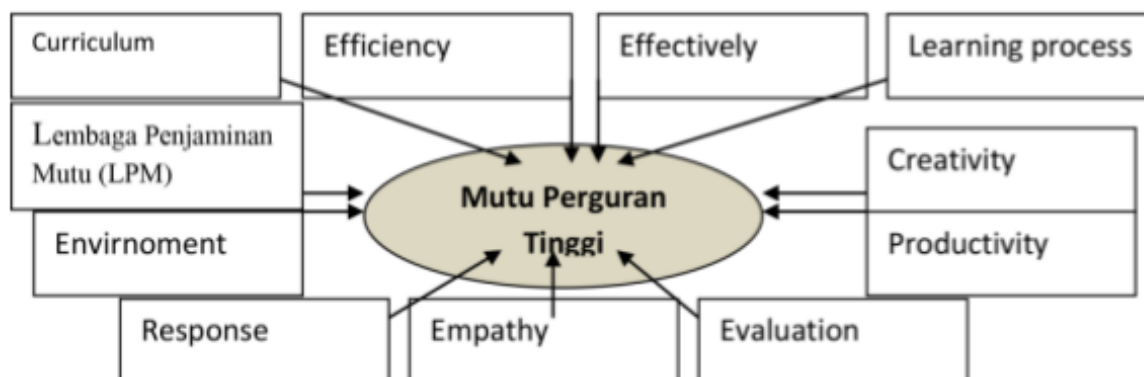 Curriculum
Efficiency
Effectively
Learning process
Lembaga Penjaminan
Mutu (LPM)
Creativity
Mutu Perguran
Tinggi
Envirnoment
Productivity
Response
Empathy
Evaluation